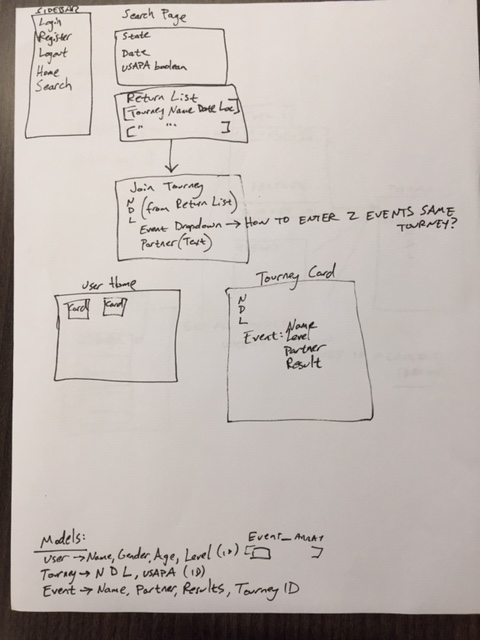 SIDEBAR
Login
Register
Logout
Home
Search
Search Page
State
Date
USAPA boolean
Return List
[Tourney Name Date Loc]
[" "" ]
Join Tourney
N
D (from Return List)
L
Event Dropdown → HOW TO ENTER 2 EVENTS SAME
TOURNEY?
Partner (Text)
User Home
Card Card
Tourney Card
N
D
L
Event: Name
Level
Partner
Result
Models:
User → Name, Gender, Age, Level (ID)
Event_ARRAY
[ ]
Tourney → N D L, USAPA (ID)
Event → Name, Partner, Results, Tourney ID